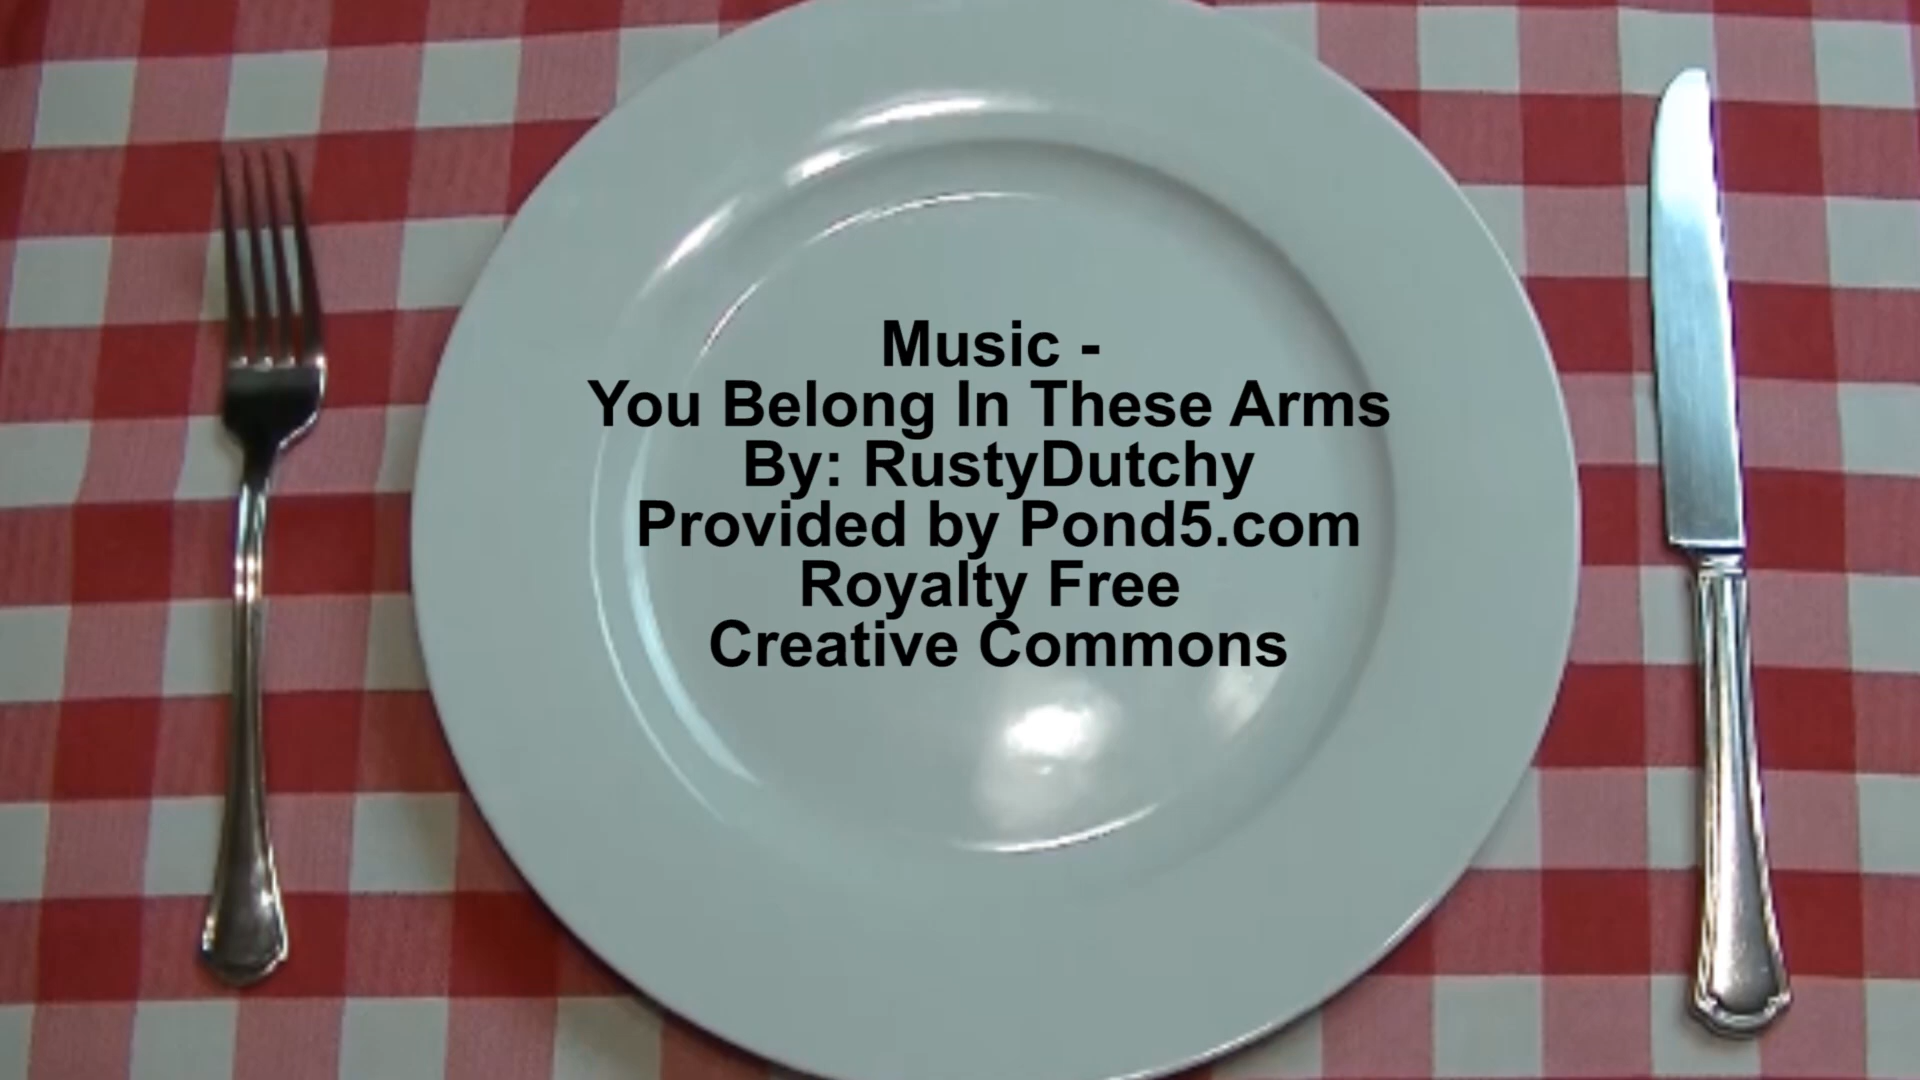 Music -
You Belong In These Arms
By: RustyDutchy
Provided by Pond5.com
Royalty Free
Creative Commons